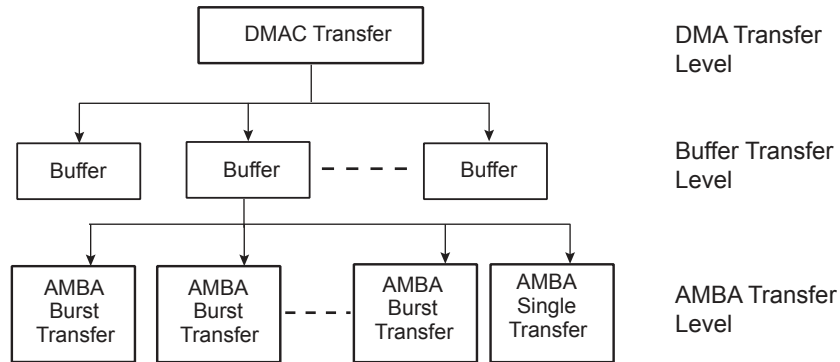 DMAC Transfer
DMA Transfer
Level
Buffer
Buffer
Buffer
Buffer Transfer
Level
AMBA
Burst
Transfer
AMBA
Burst
Transfer
AMBA
Burst
Transfer
AMBA
Single
Transfer
AMBA Transfer
Level